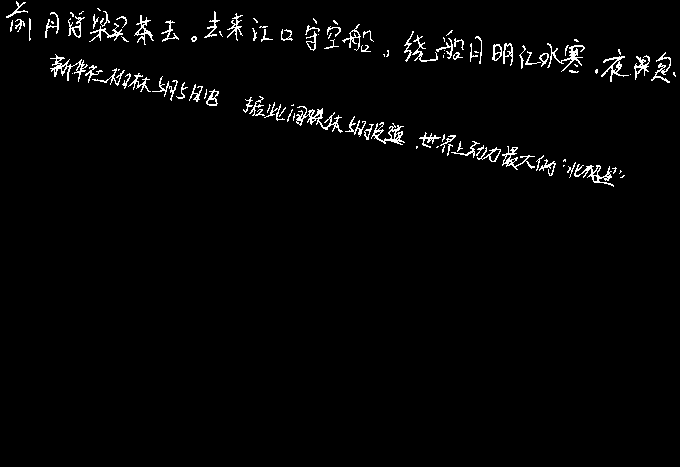 前月浮梁买茶去。去来江口守空船,绕船月明江水寒.夜深忽
新华社柏林5月5日电 据此间媒体5日报道.世界上动力最大的“北极星”